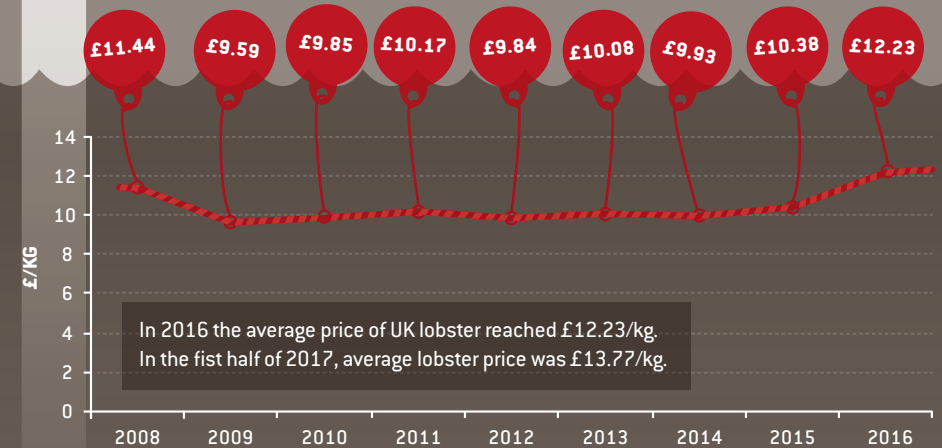 £11.44 £9.59 £9.85 £10.17 £9.84 £10.08 £9.93 £10.38 £12.23
£/KG
14
12
10
8
6
4
2
0
In 2016 the average price of UK lobster reached £12.23/kg.
In the fist half of 2017, average lobster price was £13.77/kg.
2008 2009 2010 2011 2012 2013 2014 2015 2016